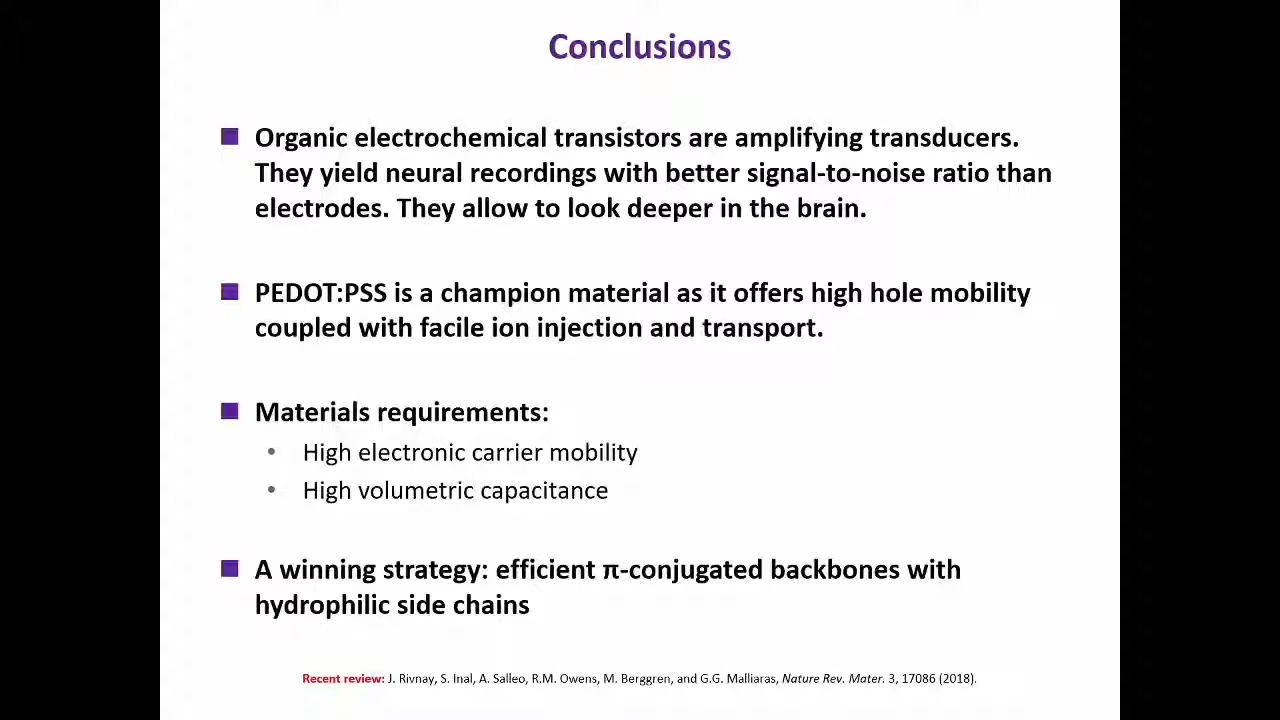 Conclusions
Organic electrochemical transistors are amplifying transducers.
They yield neural recordings with better signal-to-noise ratio than
electrodes. They allow to look deeper in the brain.
PEDOT:PSS is a champion material as it offers high hole mobility
coupled with facile ion injection and transport.
Materials requirements:
• High electronic carrier mobility
• High volumetric capacitance
A winning strategy: efficient π-conjugated backbones with
hydrophilic side chains
Recent review: J. Rivnay, S. Inal, A. Salleo, R.M. Owens, M. Berggren, and G.G. Malliaras, Nature Rev. Mater. 3, 17086 (2018).